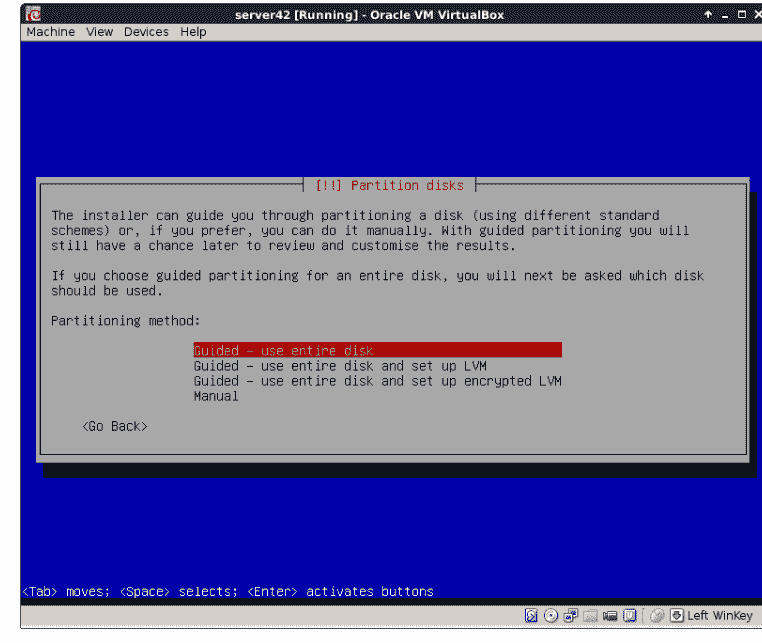 server42 [Running] - Oracle VM VirtualBox
Machine View Devices Help
[!!] Partition disks
The installer can guide you through partitioning a disk (using different standard
schemes) or, if you prefer, you can do it manually. With guided partitioning you will
still have a chance later to review and customise the results.
If you choose guided partitioning for an entire disk, you will next be asked which disk
should be used.
Partitioning method:
Guided - use entire disk
Guided - use entire disk and set up LVM
Guided - use entire disk and set up encrypted LVM
Manual
<Go Back>
<Tab> moves; <Space> selects; <Enter> activates buttons
Left WinKey